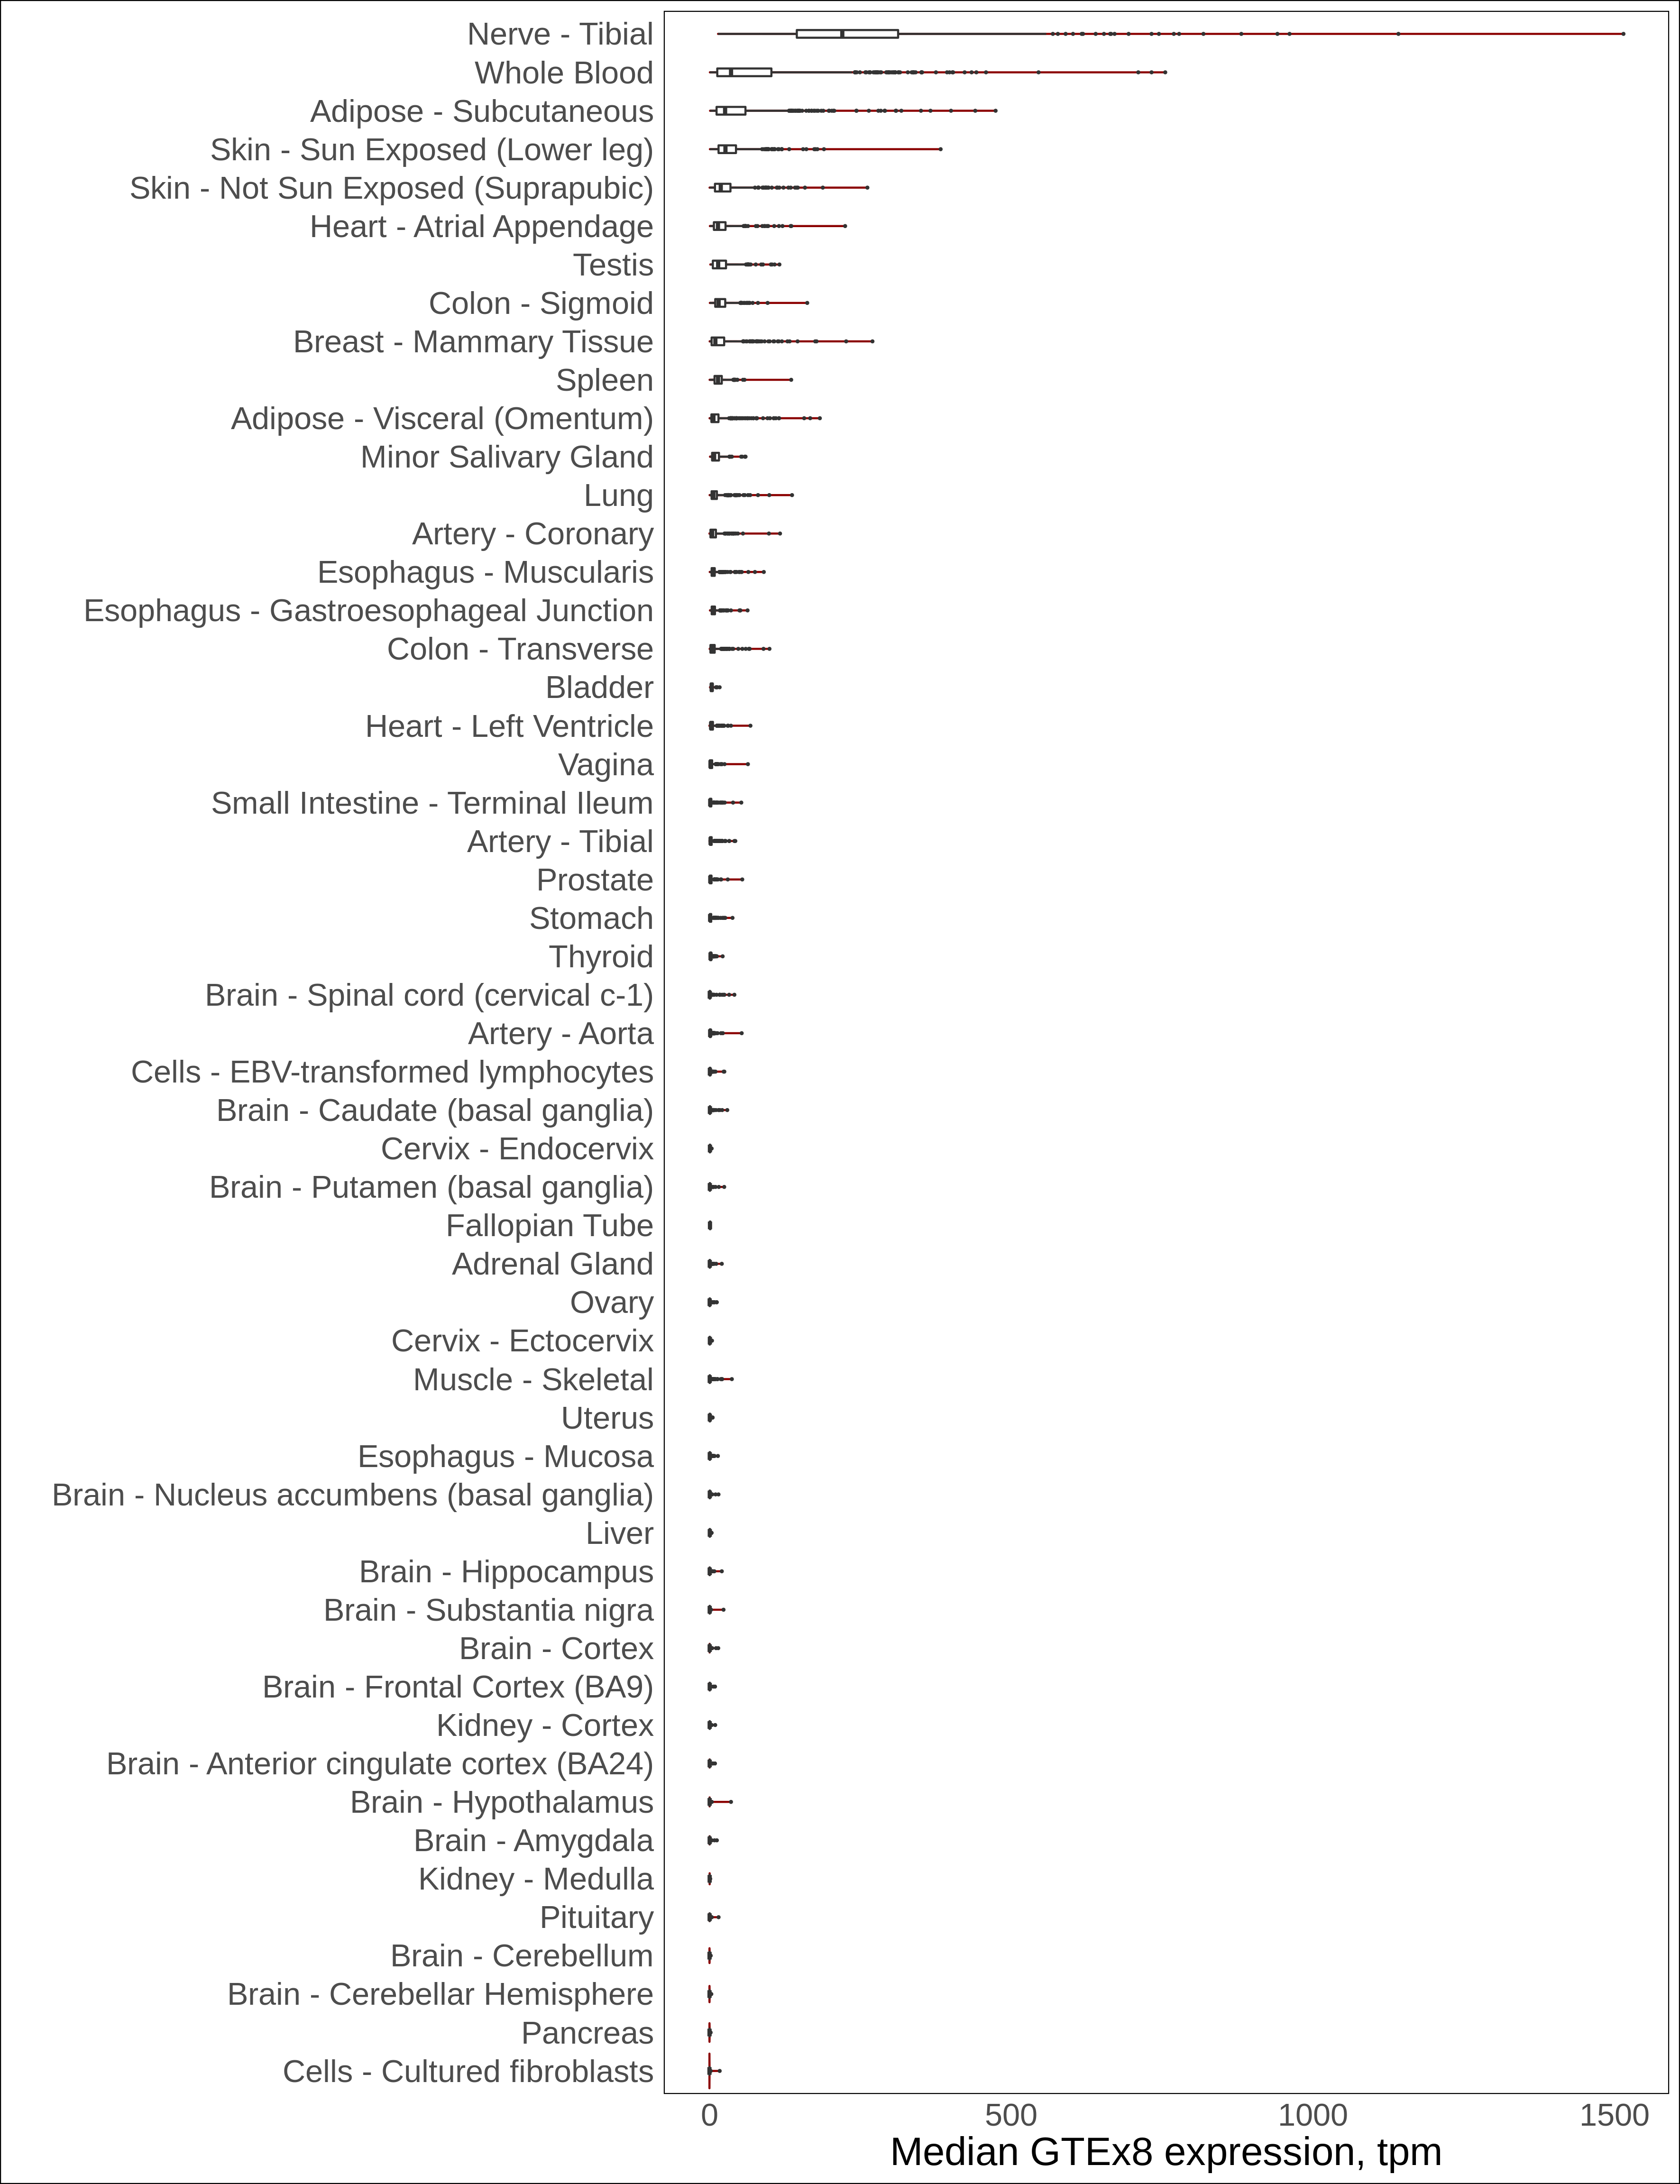 Nerve - Tibial
Whole Blood
Adipose - Subcutaneous
Skin - Sun Exposed (Lower leg)
Skin - Not Sun Exposed (Suprapubic)
Heart - Atrial Appendage
Testis
Colon - Sigmoid
Breast - Mammary Tissue
Spleen
Adipose - Visceral (Omentum)
Minor Salivary Gland
Lung
Artery - Coronary
Esophagus - Muscularis
Esophagus - Gastroesophageal Junction
Colon - Transverse
Bladder
Heart - Left Ventricle
Vagina
Small Intestine - Terminal Ileum
Artery - Tibial
Prostate
Stomach
Thyroid
Brain - Spinal cord (cervical c-1)
Artery - Aorta
Cells - EBV-transformed lymphocytes
Brain - Caudate (basal ganglia)
Cervix - Endocervix
Brain - Putamen (basal ganglia)
Fallopian Tube
Adrenal Gland
Ovary
Cervix - Ectocervix
Muscle - Skeletal
Uterus
Esophagus - Mucosa
Brain - Nucleus accumbens (basal ganglia)
Liver
Brain - Hippocampus
Brain - Substantia nigra
Brain - Cortex
Brain - Frontal Cortex (BA9)
Kidney - Cortex
Brain - Anterior cingulate cortex (BA24)
Brain - Hypothalamus
Brain - Amygdala
Kidney - Medulla
Pituitary
Brain - Cerebellum
Brain - Cerebellar Hemisphere
Pancreas
Cells - Cultured fibroblasts
0 500 1000 1500
Median GTEx8 expression, tpm